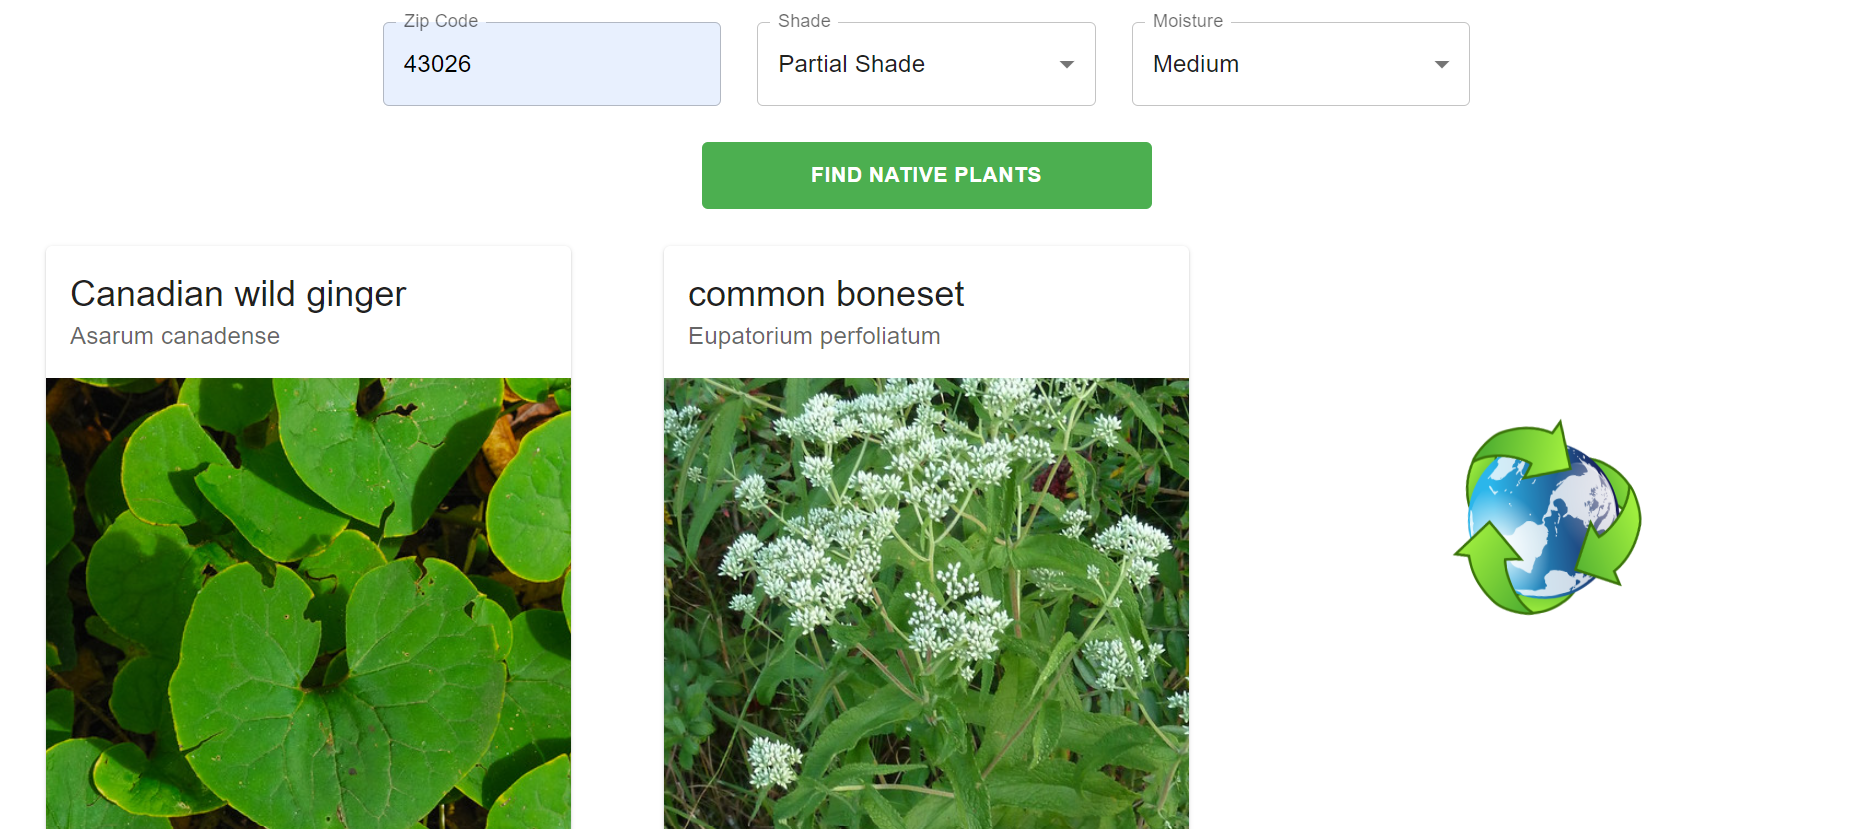 Zip Code
43026
Shade
Partial Shade
Moisture
Medium
FIND NATIVE PLANTS
Canadian wild ginger
Asarum canadense
common boneset
Eupatorium perfoliatum